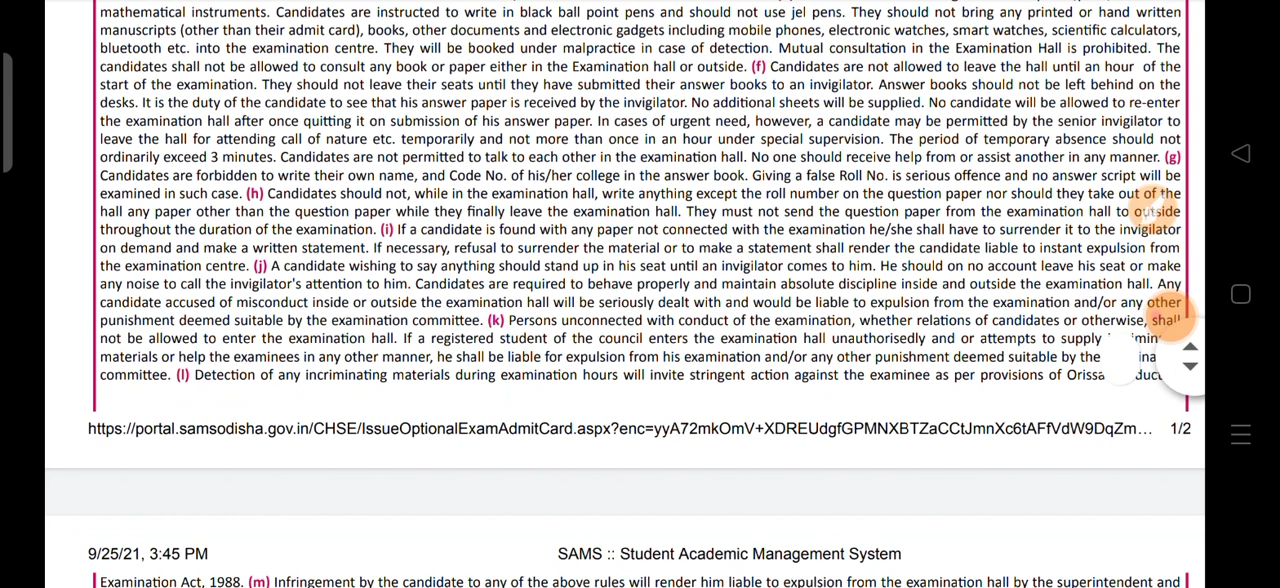 mathematical instruments. Candidates are instructed to write in black ball point pens and should not use jel pens. They should not bring any printed or hand written
manuscripts (other than their admit card), books, other documents and electronic gadgets including mobile phones, electronic watches, smart watches, scientific calculators,
bluetooth etc. into the examination centre. They will be booked under malpractice in case of detection. Mutual consultation in the Examination Hall is prohibited. The
candidates shall not be allowed to consult any book or paper either in the Examination hall or outside. (f) Candidates are not allowed to leave the hall until an hour of the
start of the examination. They should not leave their seats until they have submitted their answer books to an invigilator. Answer books should not be left behind on the
desks. It is the duty of the candidate to see that his answer paper is received by the invigilator. No additional sheets will be supplied. No candidate will be allowed to re-enter
the examination hall after once quitting it on submission of his answer paper. In cases of urgent need, however, a candidate may be permitted by the senior invigilator to
leave the hall for attending call of nature etc. temporarily and not more than once in an hour under special supervision. The period of temporary absence should not
ordinarily exceed 3 minutes. Candidates are not permitted to talk to each other in the examination hall. No one should receive help from or assist another in any manner. (g)
Candidates are forbidden to write their own name, and Code No. of his/her college in the answer book. Giving a false Roll No. is serious offence and no answer script will be
examined in such case. (h) Candidates should not, while in the examination hall, write anything except the roll number on the question paper nor should they take out of the
hall any paper other than the question paper while they finally leave the examination hall. They must not send the question paper from the examination hall to outside
throughout the duration of the examination. (i) If a candidate is found with any paper not connected with the examination he/she shall have to surrender it to the invigilator
on demand and make a written statement. If necessary, refusal to surrender the material or to make a statement shall render the candidate liable to instant expulsion from
the examination centre. (j) A candidate wishing to say anything should stand up in his seat until an invigilator comes to him. He should on no account leave his seat or make
any noise to call the invigilator's attention to him. Candidates are required to behave properly and maintain absolute discipline inside and outside the examination hall. Any
candidate accused of misconduct inside or outside the examination hall will be seriously dealt with and would be liable to expulsion from the examination and/or any other
punishment deemed suitable by the examination committee. (k) Persons unconnected with conduct of the examination, whether relations of candidates or otherwise, shall
not be allowed to enter the examination hall. If a registered student of the council enters the examination hall unauthorisedly and or attempts to supply
materials or help the examinees in any other manner, he shall be liable for expulsion from his examination and/or any other punishment deemed suitable by the
committee. (l) Detection of any incriminating materials during examination hours will invite stringent action against the examinee as per provisions of Orissa
https://portal.samsodisha.gov.in/CHSE/IssueOptionalExamAdmitCard.aspx?enc=yyA72mkOmV+XDREUdgfGPMNXBTZaCCtJmnXc6tAFfVdW9DqZm... 1/2
9/25/21, 3:45 PM SAMS :: Student Academic Management System
Examination Act, 1988. (m) Infringement by the candidate to any of the above rules will render him liable to expulsion from the examination hall by the superintendent and